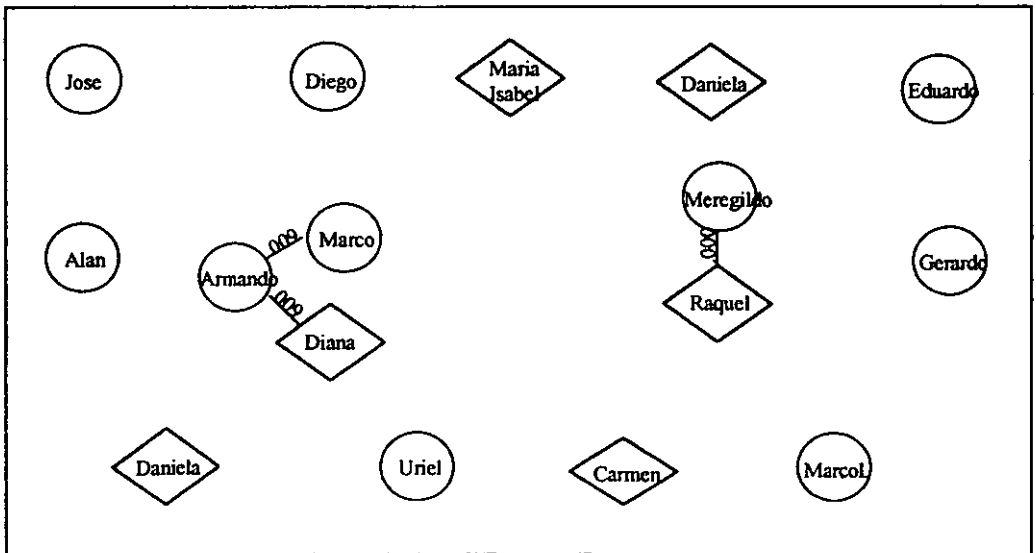 Jose
Diego
Maria
Isabel
Daniela
Eduardo
Meregildo
Alan
Marco
Armando
Gerardo
Raquel
Diana
Daniela
Uriel
Carmen
MarcoL